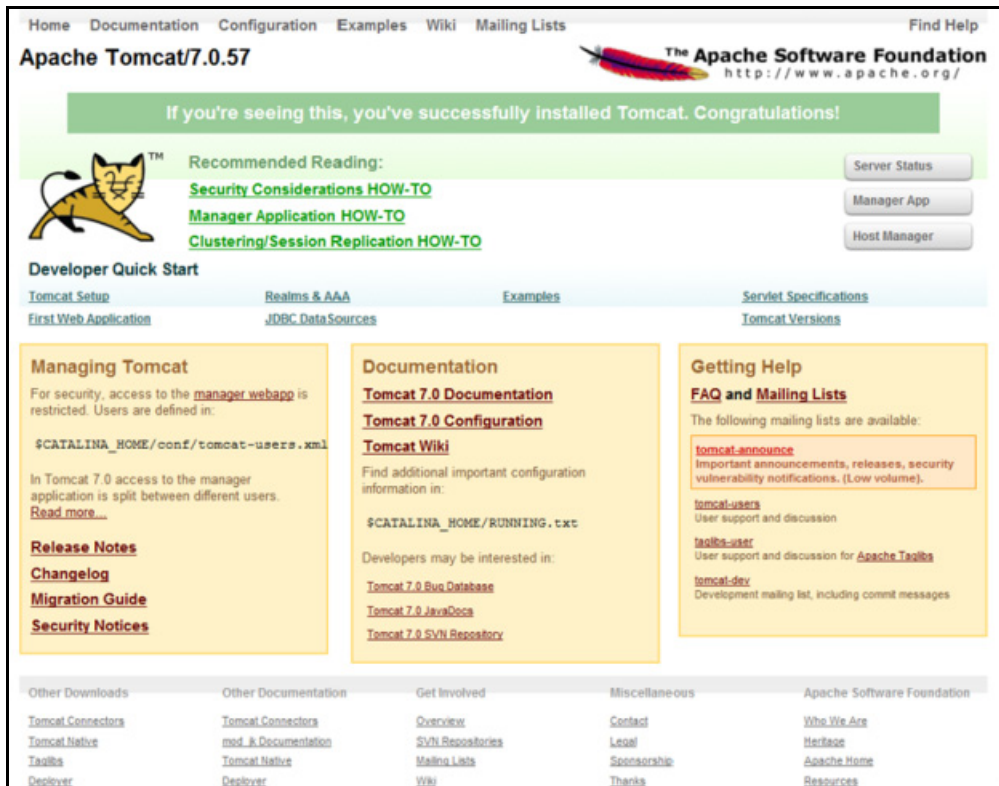 Home Documentation Configuration Examples Wiki Mailing Lists Find Help
Apache Tomcat/7.0.57
The Apache Software Foundation
http://www.apache.org/
If you're seeing this, you've successfully installed Tomcat. Congratulations!
TM
Recommended Reading:
Security Considerations HOW-TO
Manager Application HOW-TO
Clustering/Session Replication HOW-TO
Server Status
Manager App
Host Manager
Developer Quick Start
Tomcat Setup
First Web Application
Realms & AAA
JDBC DataSources
Examples
Servlet Specifications
Tomcat Versions
Managing Tomcat
For security, access to the manager webapp is
restricted. Users are defined in:
$CATALINA_HOME/conf/tomcat-users.xml
In Tomcat 7.0 access to the manager
application is split between different users.
Read more...
Release Notes
Changelog
Migration Guide
Security Notices
Documentation
Tomcat 7.0 Documentation
Tomcat 7.0 Configuration
Tomcat Wiki
Find additional important configuration
information in:
$CATALINA_HOME/RUNNING.txt
Developers may be interested in:
Tomcat 7.0 Bug Database
Tomcat 7.0 JavaDocs
Tomcat 7.0 SVN Repository
Getting Help
FAQ and Mailing Lists
The following mailing lists are available:
tomcat-announce
Important announcements, releases, security
vulnerability notifications. (Low volume).
tomcat-users
User support and discussion
taglibs-user
User support and discussion for Apache Taglibs
tomcat-dev
Development mailing list, including commit messages
Other Downloads
Tomcat Connectors
Tomcat Native
Taglibs
Deployer
Other Documentation
Tomcat Connectors
mod_jk Documentation
Tomcat Native
Deployer
Get Involved
Overview
SVN Repositories
Mailing Lists
Wiki
Miscellaneous
Contact
Legal
Sponsorship
Thanks
Apache Software Foundation
Who We Are
Heritage
Apache Home
Resources